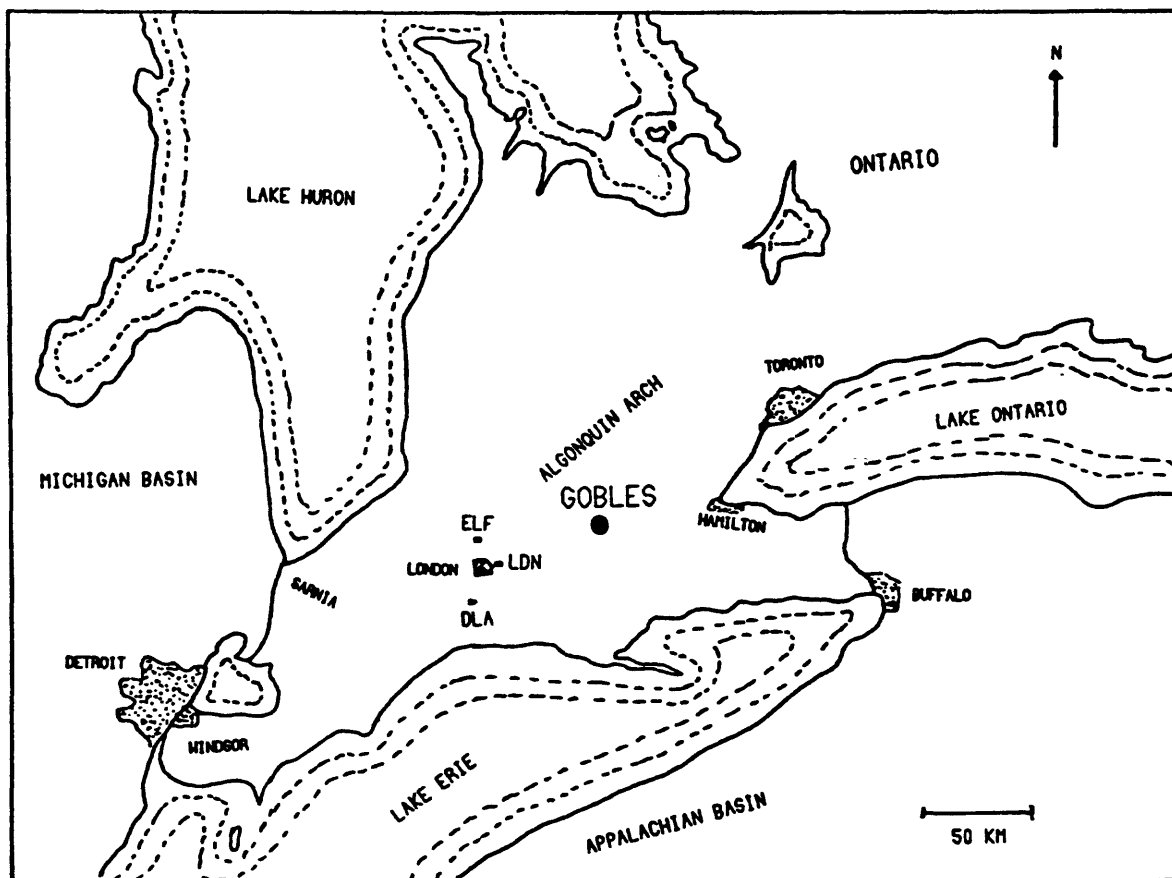 N
ONTARIO
LAKE HURON
TORONTO
LAKE ONTARIO
ALGONQUIN ARCH
MICHIGAN BASIN
GOBLES
HAMILTON
ELF
LONDON
LDN
SARNIA
BUFFALO
DLA
DETROIT
WINDGOR
LAKE ERIE
APPALACHIAN BASIN
50 KM